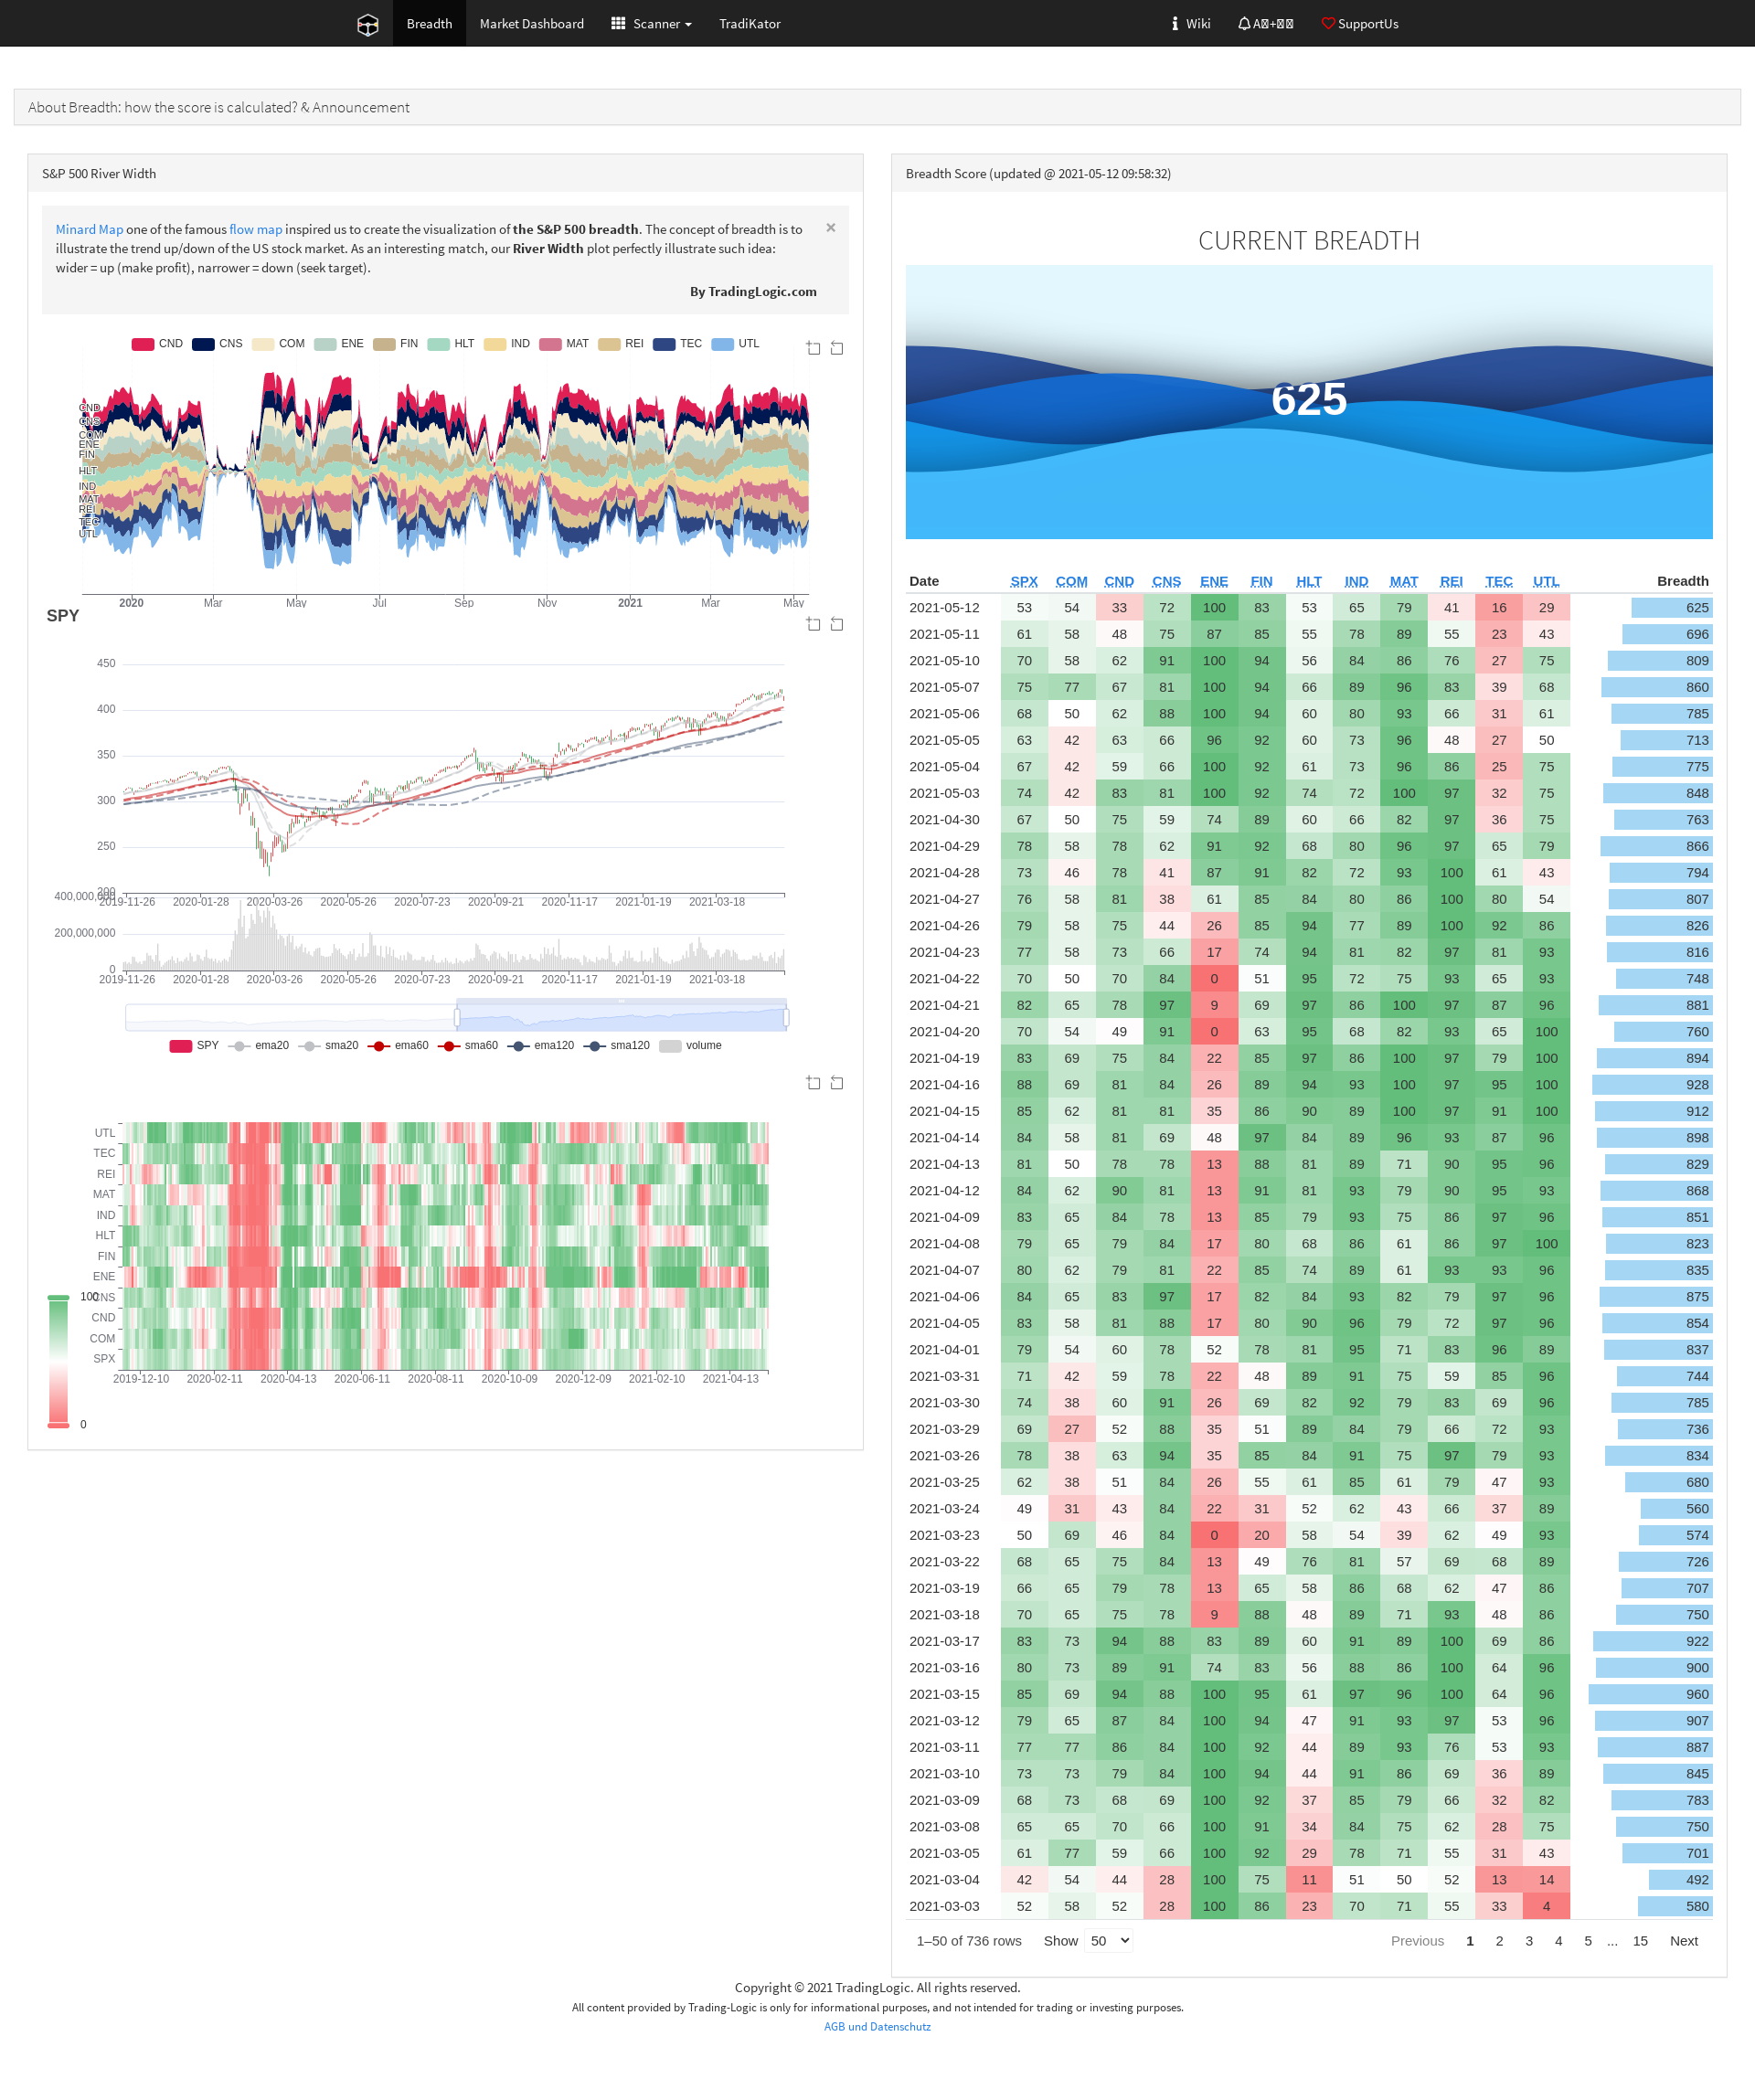 Breadth Market Dashboard Scanner TradiKator Wiki SupportUs
About Breadth: how the score is calculated? & Announcement
S&P 500 River Width
Minard Map one of the famous flow map inspired us to create the visualization of the S&P 500 breadth. The concept of breadth is to
illustrate the trend up/down of the US stock market. As an interesting match, our River Width plot perfectly illustrate such idea:
wider = up (make profit), narrower = down (seek target).
By TradingLogic.com
×
CND CNS COM ENE FIN HLT IND MAT REI TEC UTL
CND
CNS
COM
ENE
FIN
HLT
IND
MAT
REI
TEC
UTL
2020 Mar May Jul Sep Nov 2021 Mar May
SPY
450
400
350
300
250
200
2019-11-26 2020-01-28 2020-03-26 2020-05-26 2020-07-23 2020-09-21 2020-11-17 2021-01-19 2021-03-18
400,000,000
200,000,000
0
2019-11-26 2020-01-28 2020-03-26 2020-05-26 2020-07-23 2020-09-21 2020-11-17 2021-01-19 2021-03-18
SPY ema20 sma20 ema60 sma60 ema120 sma120 volume
UTL
TEC
REI
MAT
IND
HLT
FIN
ENE
CNS
CND
COM
SPX
2019-12-10 2020-02-11 2020-04-13 2020-06-11 2020-08-11 2020-10-09 2020-12-09 2021-02-10 2021-04-13
100
0
Breadth Score (updated @ 2021-05-12 09:58:32)
CURRENT BREADTH
625
Date SPX COM CND CNS ENE FIN HLT IND MAT REI TEC UTL Breadth
2021-05-12 53 54 33 72 100 83 53 65 79 41 16 29 625
2021-05-11 61 58 48 75 87 85 55 78 89 55 23 43 696
2021-05-10 70 58 62 91 100 94 56 84 86 76 27 75 809
2021-05-07 75 77 67 81 100 94 66 89 96 83 39 68 860
2021-05-06 68 50 62 88 100 94 60 80 93 66 31 61 785
2021-05-05 63 42 63 66 96 92 60 73 96 48 27 50 713
2021-05-04 67 42 59 66 100 92 61 73 96 86 25 75 775
2021-05-03 74 42 83 81 100 92 74 72 100 97 32 75 848
2021-04-30 67 50 75 59 74 89 60 66 82 97 36 75 763
2021-04-29 78 58 78 62 91 92 68 80 96 97 65 79 866
2021-04-28 73 46 78 41 87 91 82 72 93 100 61 43 794
2021-04-27 76 58 81 38 61 85 84 80 86 100 80 54 807
2021-04-26 79 58 75 44 26 85 94 77 89 100 92 86 826
2021-04-23 77 58 73 66 17 74 94 81 82 97 81 93 816
2021-04-22 70 50 70 84 0 51 95 72 75 93 65 93 748
2021-04-21 82 65 78 97 9 69 97 86 100 97 87 96 881
2021-04-20 70 54 49 91 0 63 95 68 82 93 65 100 760
2021-04-19 83 69 75 84 22 85 97 86 100 97 79 100 894
2021-04-16 88 69 81 84 26 89 94 93 100 97 95 100 928
2021-04-15 85 62 81 81 35 86 90 89 100 97 91 100 912
2021-04-14 84 58 81 69 48 97 84 89 96 93 87 96 898
2021-04-13 81 50 78 78 13 88 81 89 71 90 95 96 829
2021-04-12 84 62 90 81 13 91 81 93 79 90 95 93 868
2021-04-09 83 65 84 78 13 85 79 93 75 86 97 96 851
2021-04-08 79 65 79 84 17 80 68 86 61 86 97 100 823
2021-04-07 80 62 79 81 22 85 74 89 61 93 93 96 835
2021-04-06 84 65 83 97 17 82 84 93 82 79 97 96 875
2021-04-05 83 58 81 88 17 80 90 96 79 72 97 96 854
2021-04-01 79 54 60 78 52 78 81 95 71 83 96 89 837
2021-03-31 71 42 59 78 22 48 89 91 75 59 85 96 744
2021-03-30 74 38 60 91 26 69 82 92 79 83 69 96 785
2021-03-29 69 27 52 88 35 51 89 84 79 66 72 93 736
2021-03-26 78 38 63 94 35 85 84 91 75 97 79 93 834
2021-03-25 62 38 51 84 26 55 61 85 61 79 47 93 680
2021-03-24 49 31 43 84 22 31 52 62 43 66 37 89 560
2021-03-23 50 69 46 84 0 20 58 54 39 62 49 93 574
2021-03-22 68 65 75 84 13 49 76 81 57 69 68 89 726
2021-03-19 66 65 79 78 13 65 58 86 68 62 47 86 707
2021-03-18 70 65 75 78 9 88 48 89 71 93 48 86 750
2021-03-17 83 73 94 88 83 89 60 91 89 100 69 86 922
2021-03-16 80 73 89 91 74 83 56 88 86 100 64 96 900
2021-03-15 85 69 94 88 100 95 61 97 96 100 64 96 960
2021-03-12 79 65 87 84 100 94 47 91 93 97 53 96 907
2021-03-11 77 77 86 84 100 92 44 89 93 76 53 93 887
2021-03-10 73 73 79 84 100 94 44 91 86 69 36 89 845
2021-03-09 68 73 68 69 100 92 37 85 79 66 32 82 783
2021-03-08 65 65 70 66 100 91 34 84 75 62 28 75 750
2021-03-05 61 77 59 66 100 92 29 78 71 55 31 43 701
2021-03-04 42 54 44 28 100 75 11 51 50 52 13 14 492
2021-03-03 52 58 52 28 100 86 23 70 71 55 33 4 580
1–50 of 736 rows Show 50 Previous 1 2 3 4 5 ... 15 Next
Copyright © 2021 TradingLogic. All rights reserved.
All content provided by Trading-Logic is only for informational purposes, and not intended for trading or investing purposes.
AGB und Datenschutz